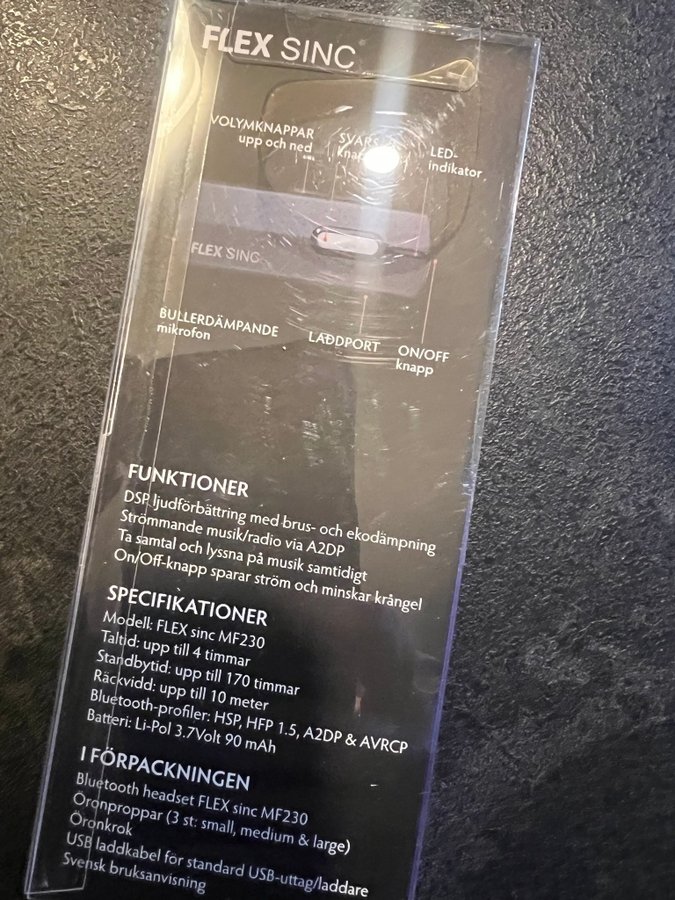 FLEX SINC
VOLYMKNAPPAR
upp och ned
SVARS
LED-
indikator
FLEX SINC
BULLERDÄMPANDE
mikrofon
LADDPORT
ON/OFF
knapp
FUNKTIONER
DSP ljudförbättring med brus- och ekodämpning
Strömmande musik/radio via A2DP
Ta samtal och lyssna på musik samtidigt
On/Off-knapp sparar ström och minskar krångel
SPECIFIKATIONER
Modell: FLEX sinc MF230
Taltid: upp till 4 timmar
Standbytid: upp till 170 timmar
Räckvidd: upp till 10 meter
Bluetooth-profiler: HSP, HFP 1.5, A2DP & AVRCP
Batteri: Li-Pol 3.7Volt 90 mAh
I FÖRPACKNINGEN
Bluetooth headset FLEX sinc MF230
Öronproppar (3 st: small, medium & large)
Öronkrok
USB laddkabel för standard USB-uttag/laddare
Svensk bruksanvisning